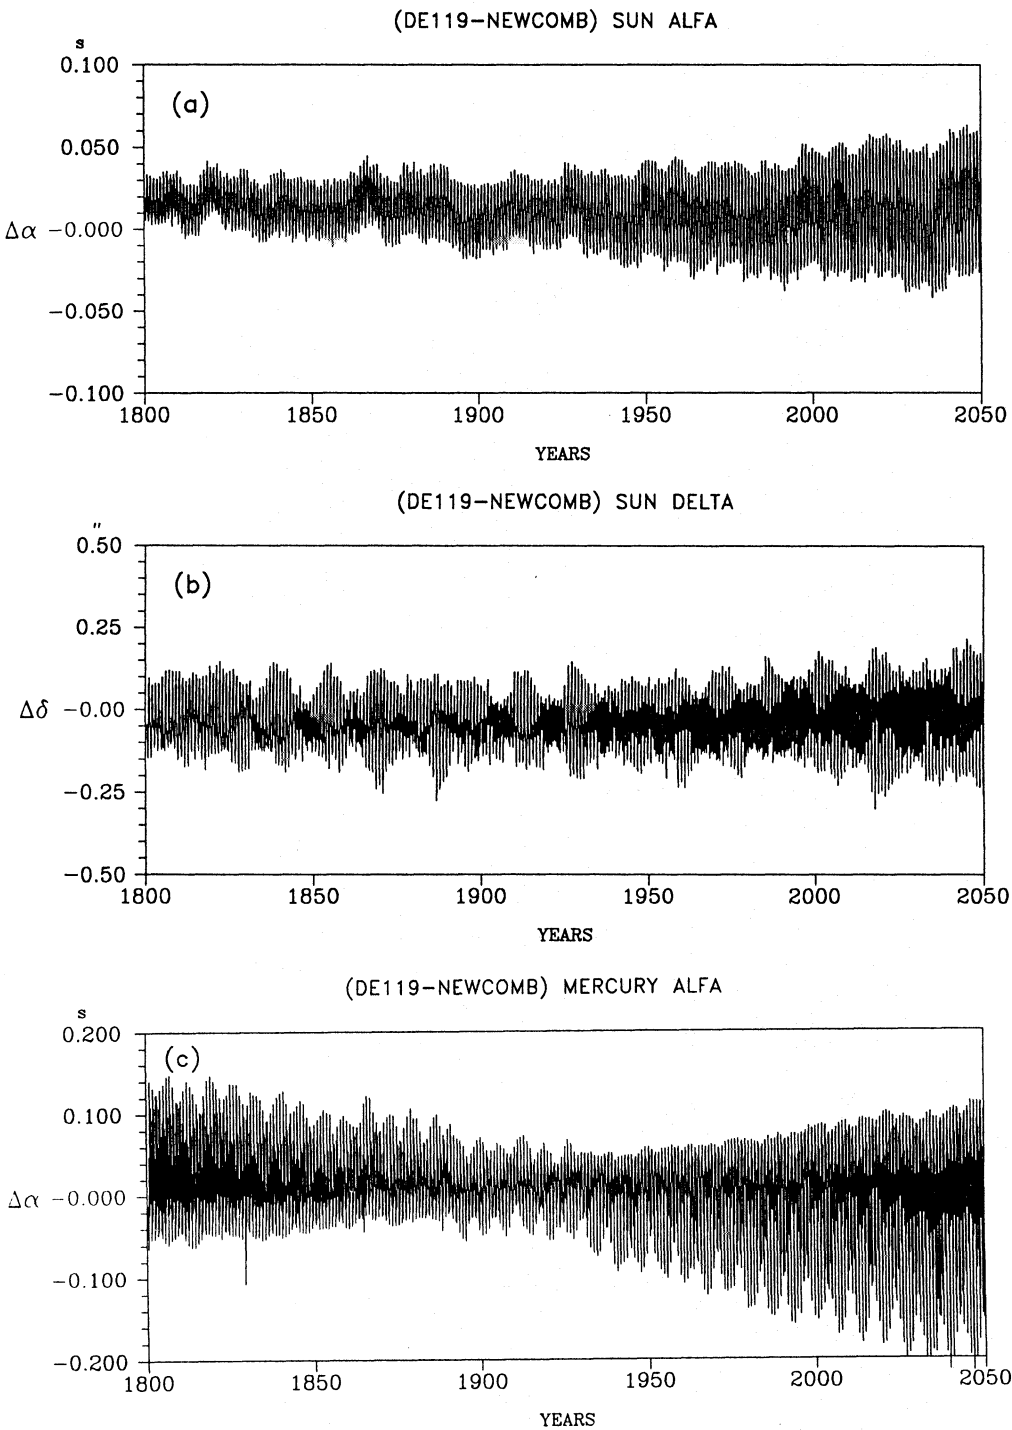 (DE119-NEWCOMB) SUN ALFA
s
0.100
(a)
0.050
Δα -0.000
-0.050
-0.100
1800 1850 1900 1950 2000 2050
YEARS
(DE119-NEWCOMB) SUN DELTA
"
0.50
(b)
0.25
Δδ -0.00
-0.25
-0.50
1800 1850 1900 1950 2000 2050
YEARS
(DE119-NEWCOMB) MERCURY ALFA
s
0.200
(c)
0.100
Δα -0.000
-0.100
-0.200
1800 1850 1900 1950 2000 2050
YEARS